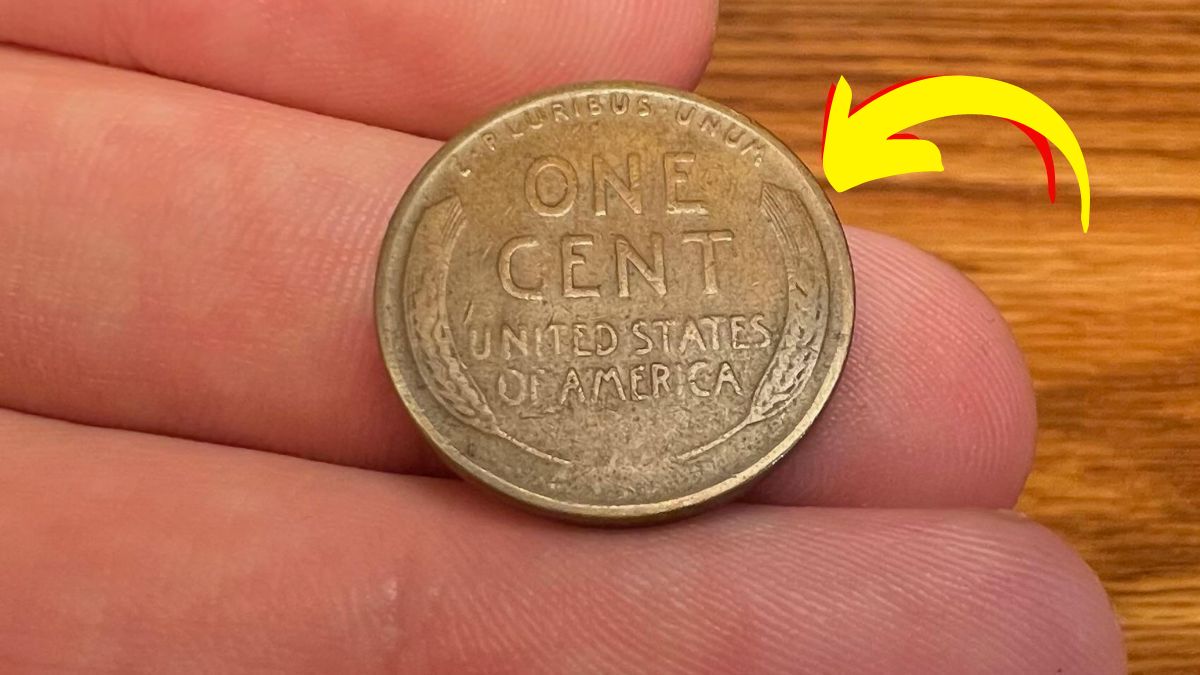 E · PLURIBUS · UNUM
ONE
CENT
UNITED STATES
OF AMERICA